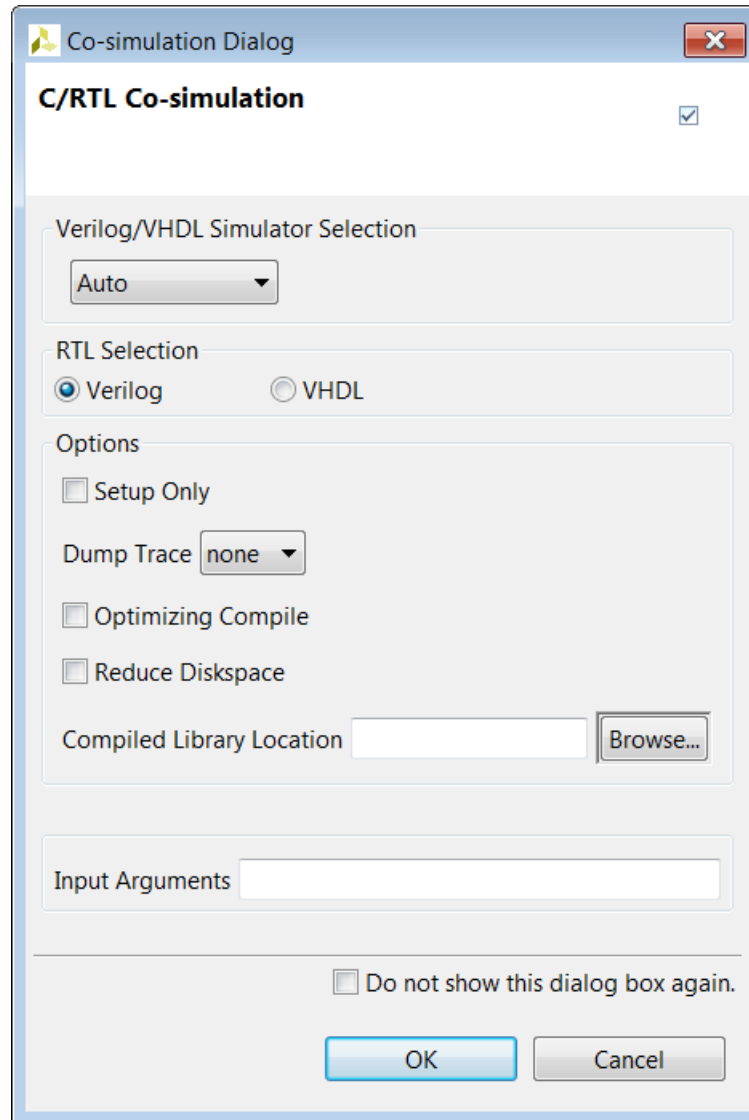 Co-simulation Dialog
C/RTL Co-simulation
Verilog/VHDL Simulator Selection
Auto
RTL Selection
Verilog VHDL
Options
Setup Only
Dump Trace none
Optimizing Compile
Reduce Diskspace
Compiled Library Location Browse...
Input Arguments
Do not show this dialog box again.
OK Cancel